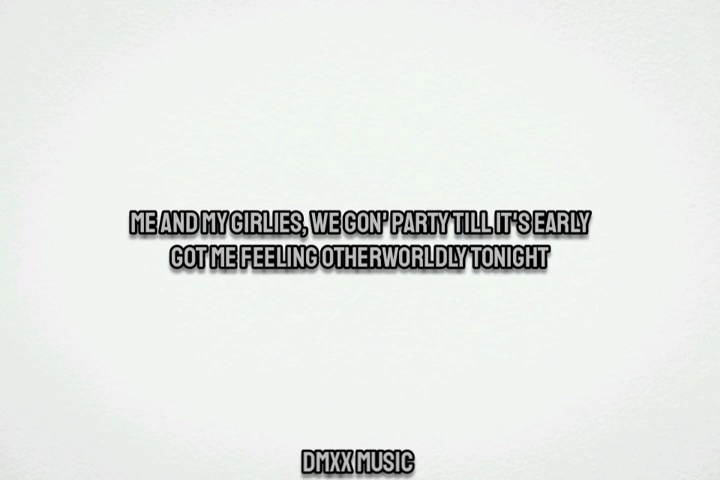 ME AND MY GIRLIES, WE GON' PARTY TILL IT'S EARLY
GOT ME FEELING OTHERWORLDLY TONIGHT
DMXX MUSIC